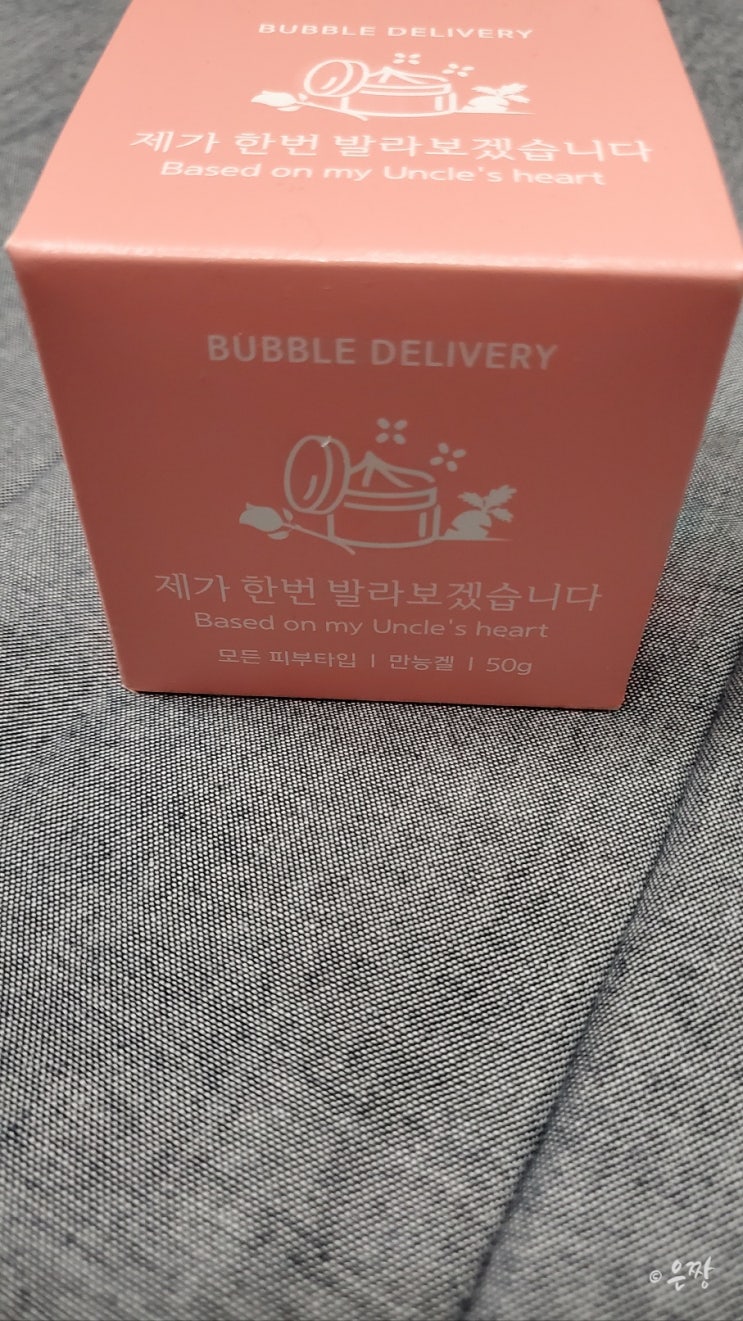 BUBBLE DELIVERY
제가 한번 발라보겠습니다
Based on my Uncle's heart
BUBBLE DELIVERY
제가 한번 발라보겠습니다
Based on my Uncle's heart
모든 피부타입 | 만능겔 | 50g
© 은짱